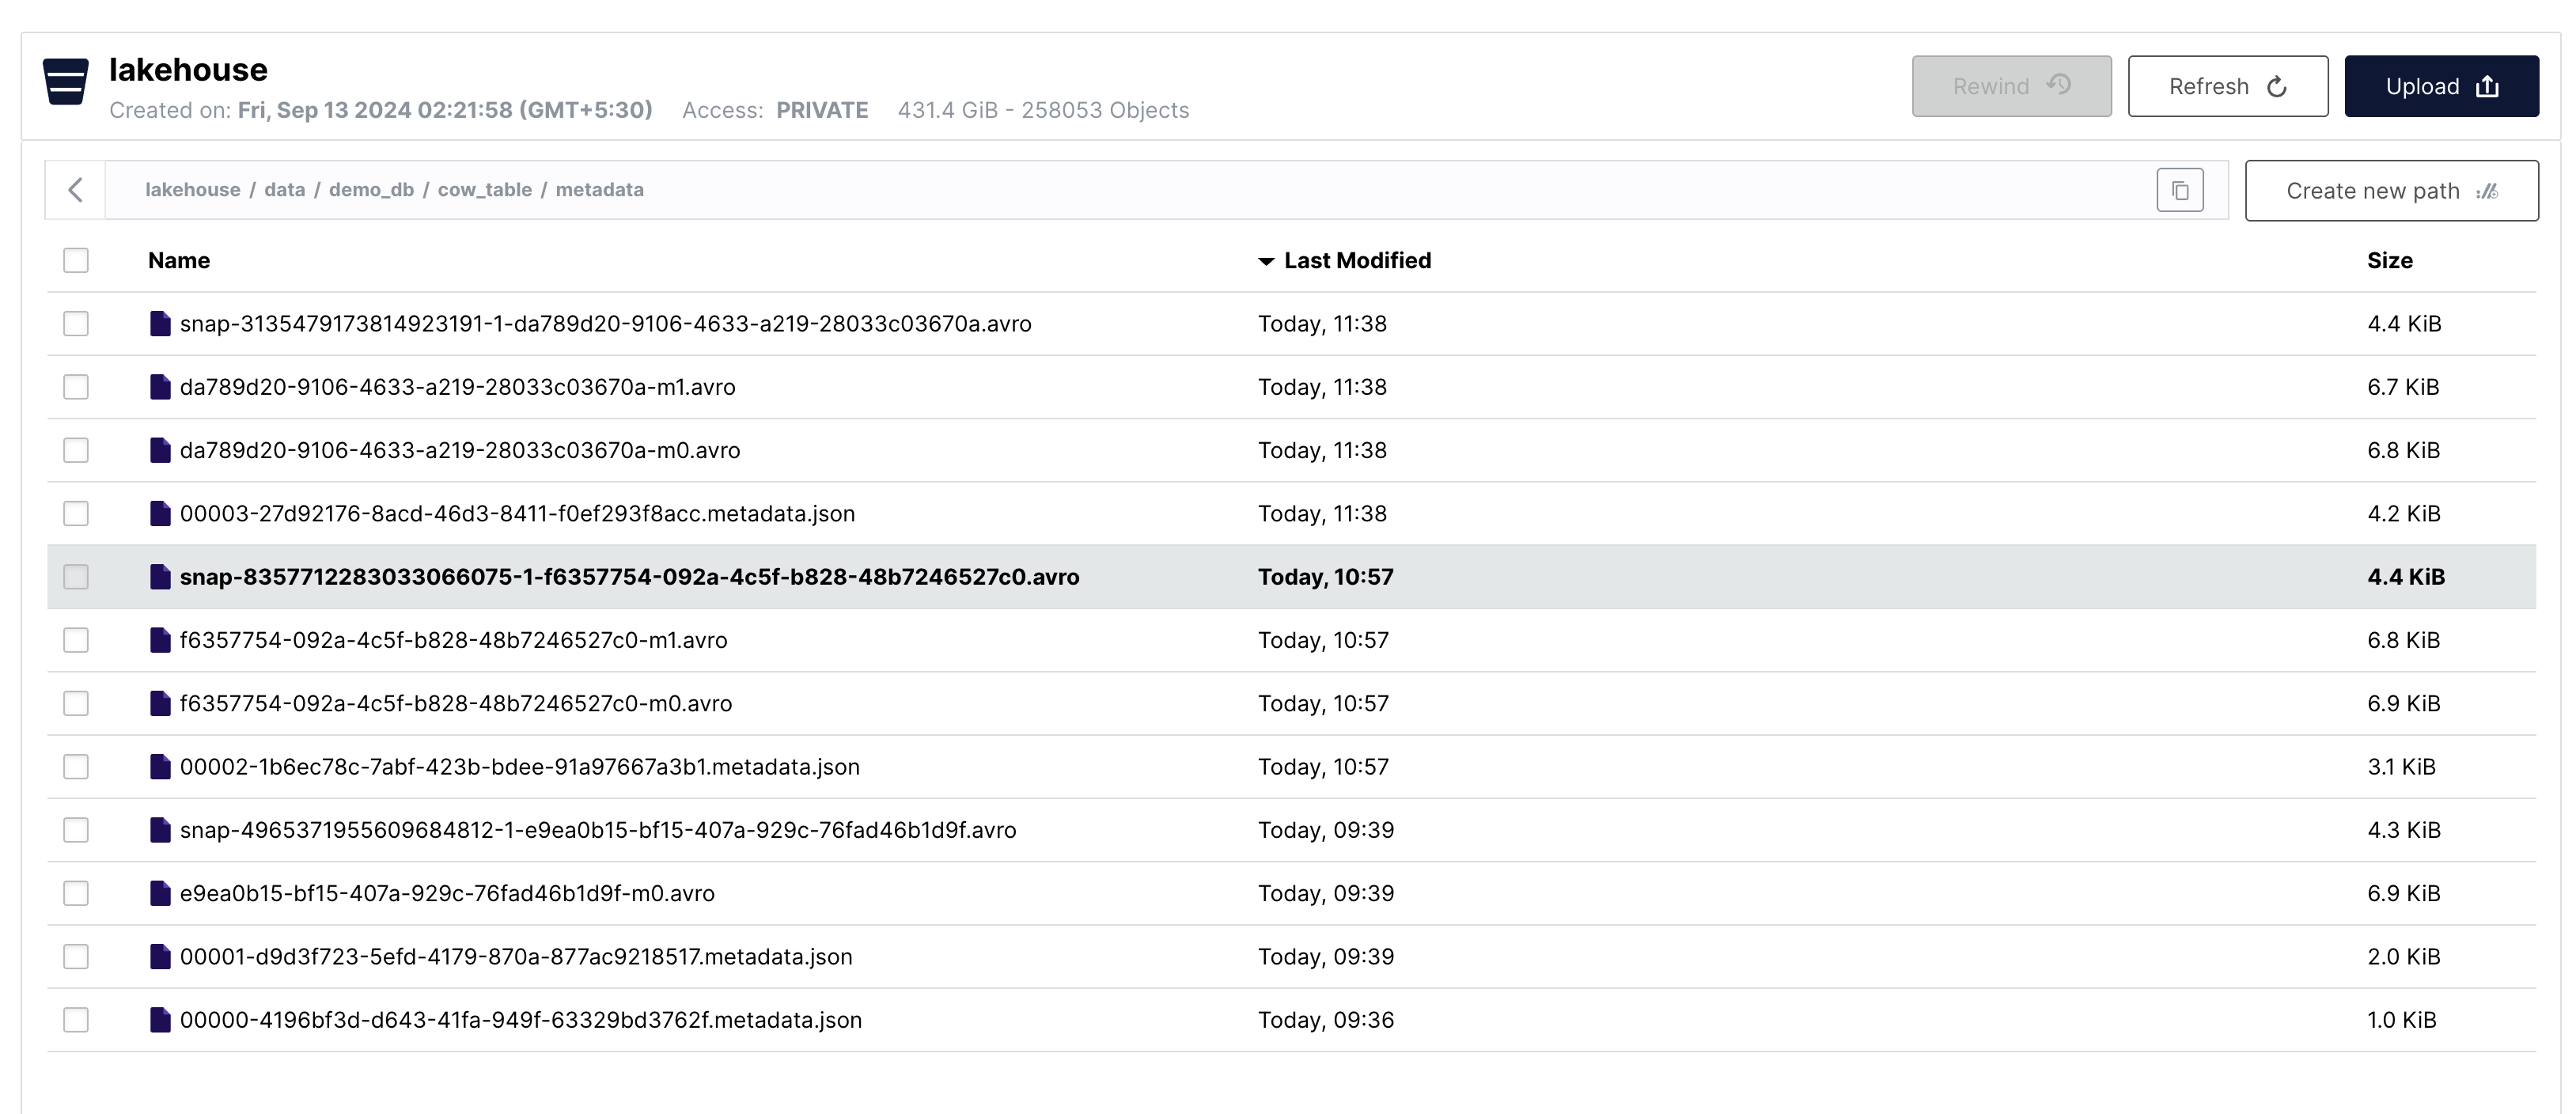 lakehouse
Created on: Fri, Sep 13 2024 02:21:58 (GMT+5:30) Access: PRIVATE 431.4 GiB - 258053 Objects
Rewind Refresh Upload
lakehouse / data / demo_db / cow_table / metadata Create new path
Name Last Modified Size
snap-3135479173814923191-1-da789d20-9106-4633-a219-28033c03670a.avro Today, 11:38 4.4 KiB
da789d20-9106-4633-a219-28033c03670a-m1.avro Today, 11:38 6.7 KiB
da789d20-9106-4633-a219-28033c03670a-m0.avro Today, 11:38 6.8 KiB
00003-27d92176-8acd-46d3-8411-f0ef293f8acc.metadata.json Today, 11:38 4.2 KiB
snap-8357712283033066075-1-f6357754-092a-4c5f-b828-48b7246527c0.avro Today, 10:57 4.4 KiB
f6357754-092a-4c5f-b828-48b7246527c0-m1.avro Today, 10:57 6.8 KiB
f6357754-092a-4c5f-b828-48b7246527c0-m0.avro Today, 10:57 6.9 KiB
00002-1b6ec78c-7abf-423b-bdee-91a97667a3b1.metadata.json Today, 10:57 3.1 KiB
snap-4965371955609684812-1-e9ea0b15-bf15-407a-929c-76fad46b1d9f.avro Today, 09:39 4.3 KiB
e9ea0b15-bf15-407a-929c-76fad46b1d9f-m0.avro Today, 09:39 6.9 KiB
00001-d9d3f723-5efd-4179-870a-877ac9218517.metadata.json Today, 09:39 2.0 KiB
00000-4196bf3d-d643-41fa-949f-63329bd3762f.metadata.json Today, 09:36 1.0 KiB